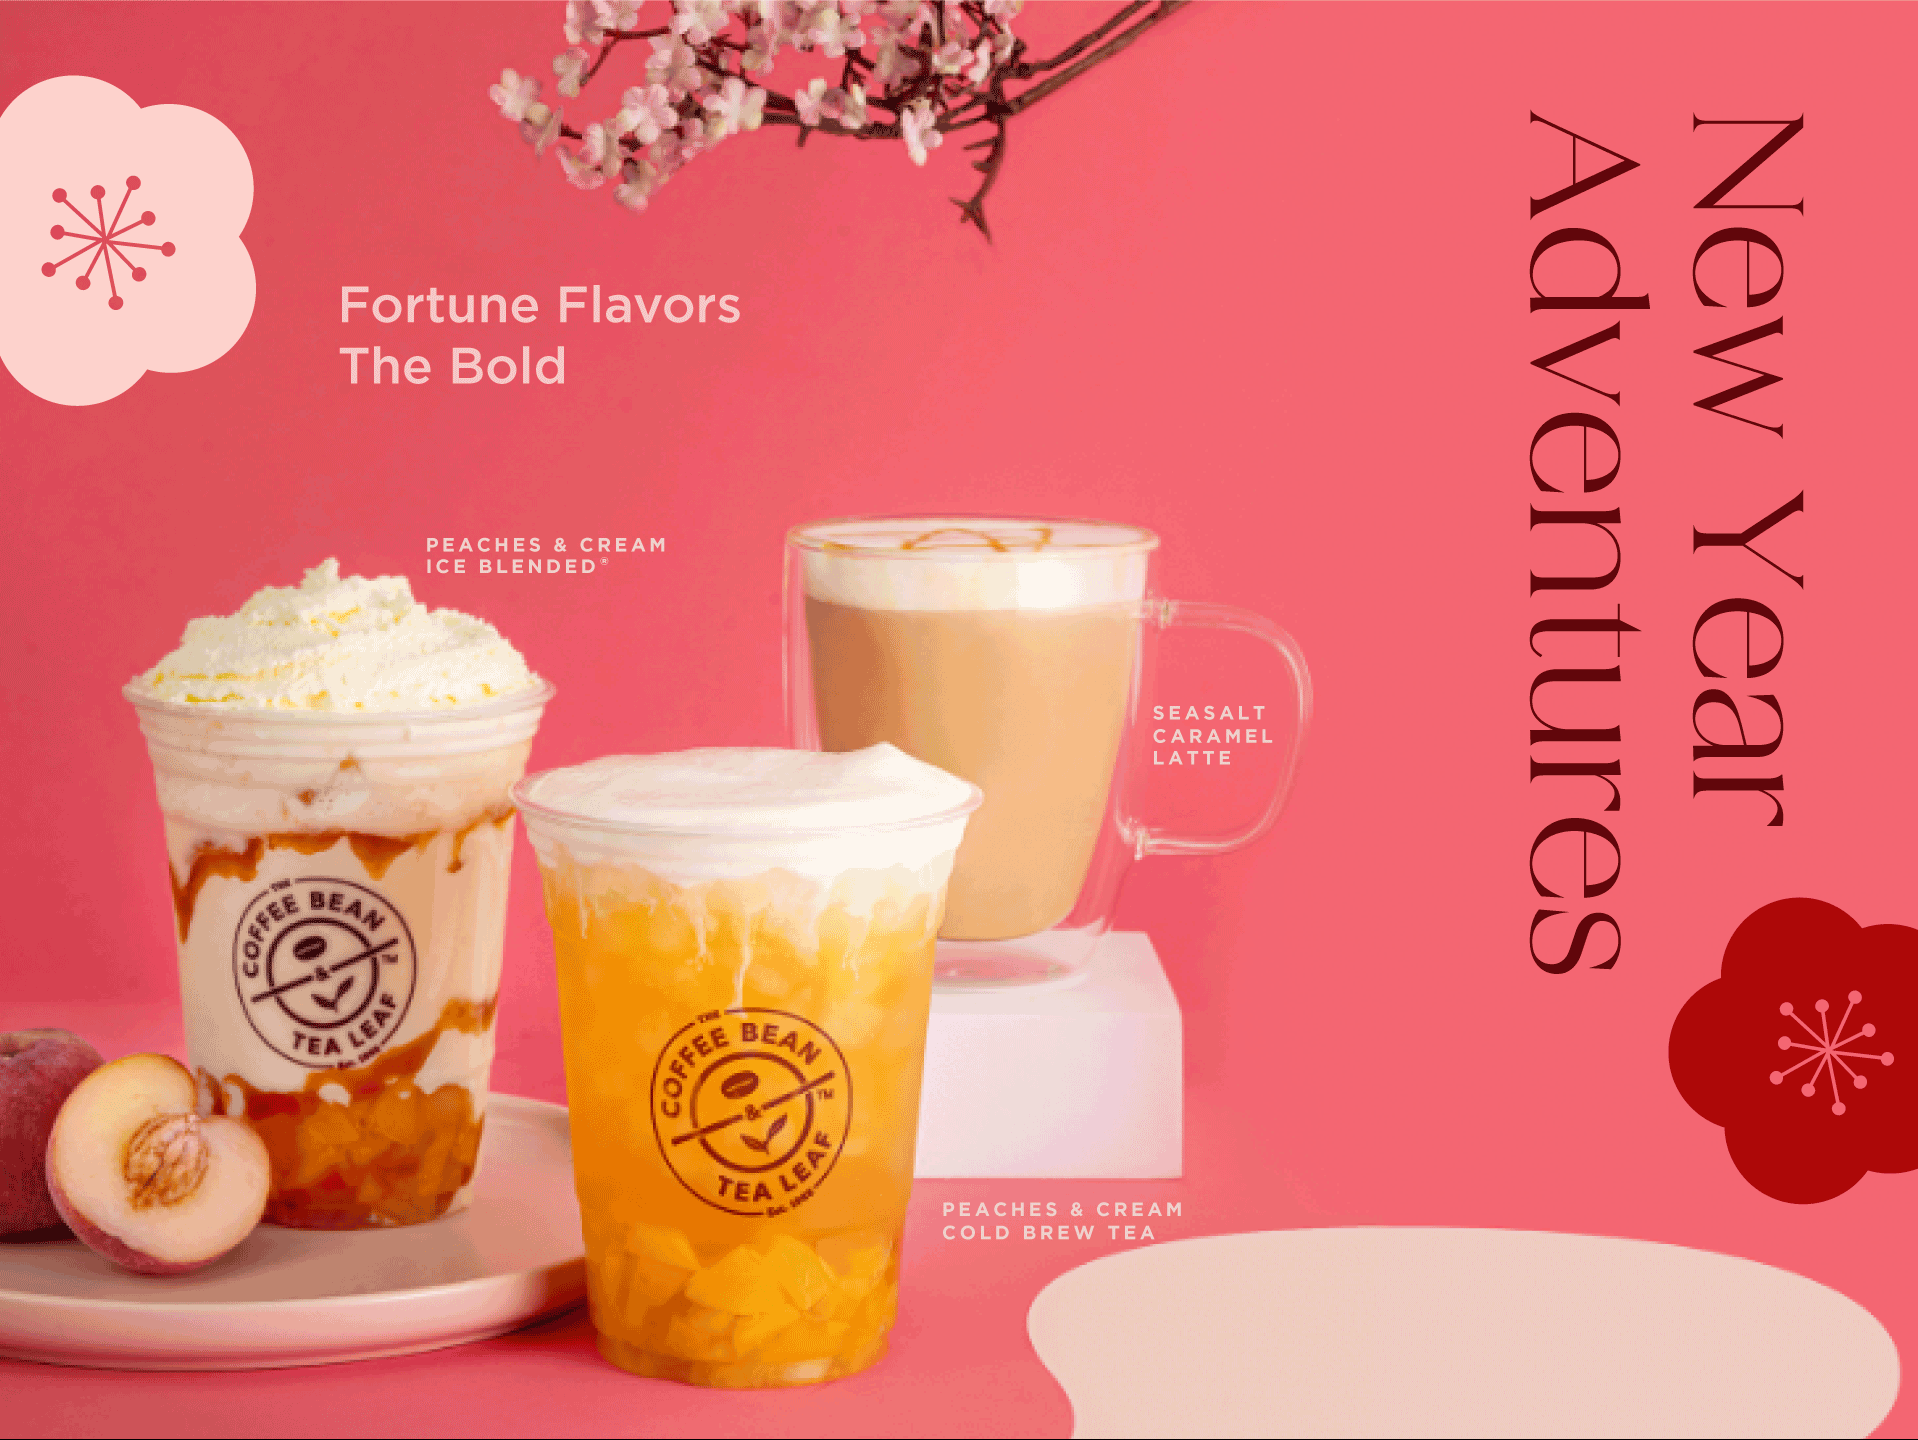 Fortune Flavors
The Bold
New Year
Adventures
PEACHES & CREAM
ICE BLENDED®
SEASALT
CARAMEL
LATTE
THE
COFFEE BEAN
&
TEA LEAF
TM
THE
COFFEE BEAN
&
TEA LEAF
TM
PEACHES & CREAM
COLD BREW TEA